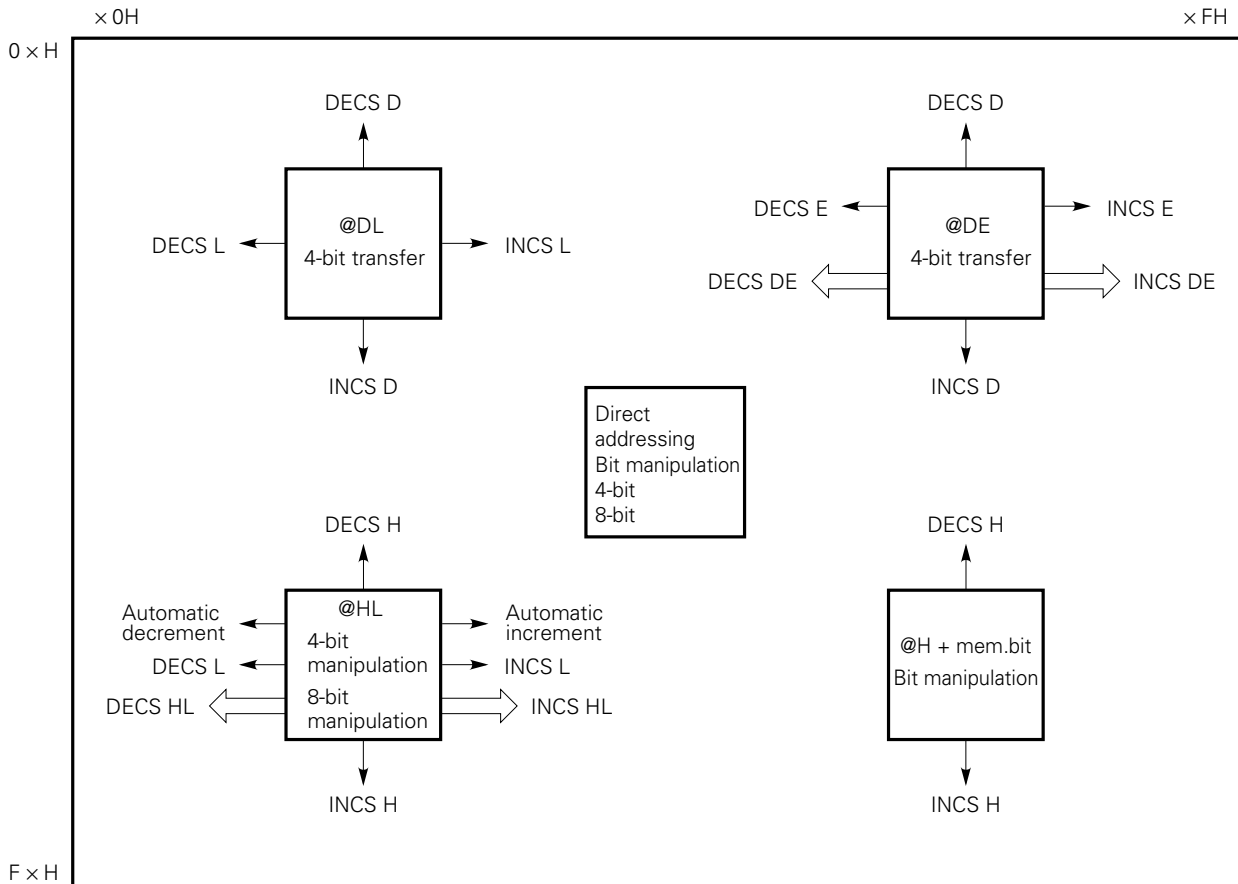 × 0H
× FH
0 × H
DECS D
DECS L
@DL
4-bit transfer
INCS L
INCS D
DECS D
DECS E
@DE
4-bit transfer
INCS E
DECS DE
INCS DE
INCS D
Direct
addressing
Bit manipulation
4-bit
8-bit
DECS H
Automatic
decrement
DECS L
DECS HL
@HL
4-bit
manipulation
8-bit
manipulation
Automatic
increment
INCS L
INCS HL
INCS H
DECS H
@H + mem.bit
Bit manipulation
INCS H
F × H